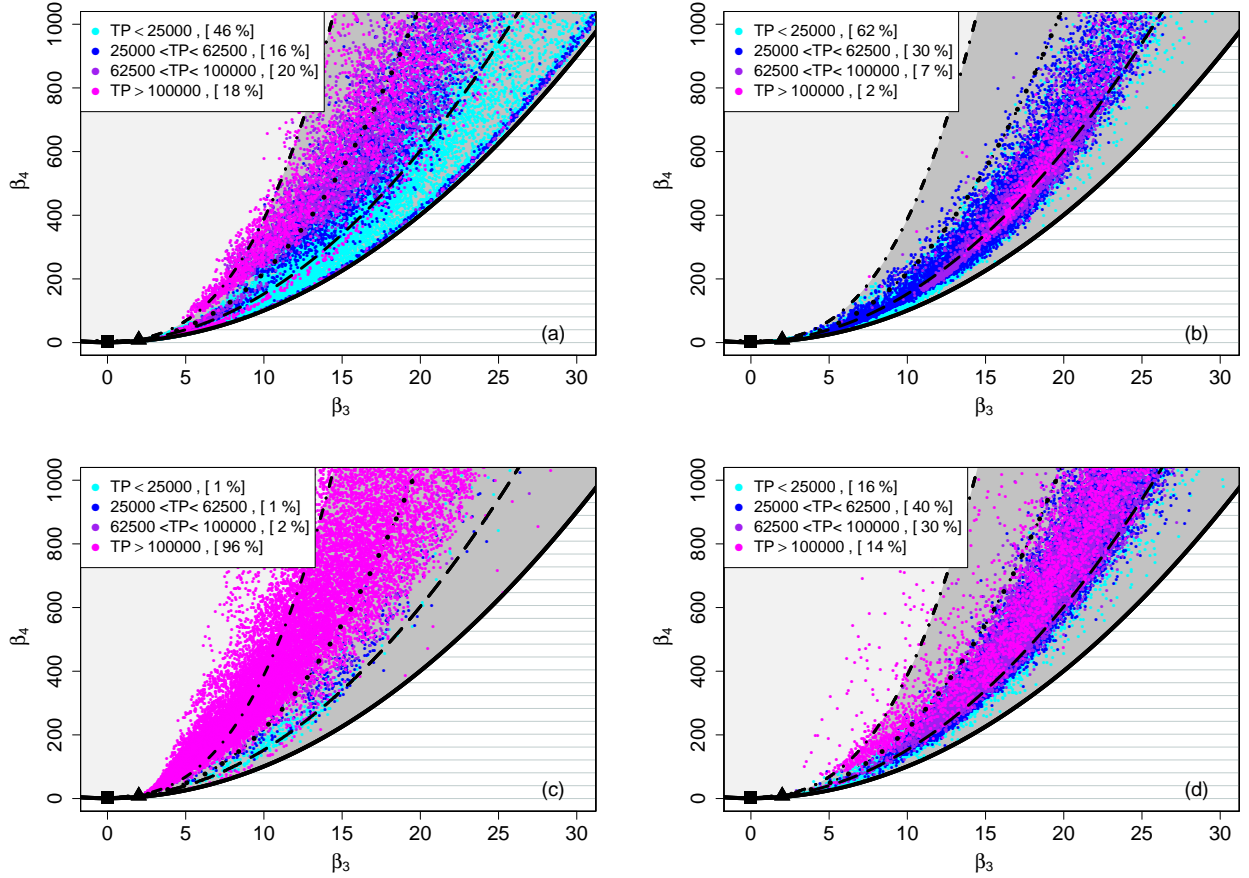 TP < 25000 , [ 46 %]
25000 <TP< 62500 , [ 16 %]
62500 <TP< 100000 , [ 20 %]
TP > 100000 , [ 18 %]
0 200 400 600 800 1000
β4
(a)
0 5 10 15 20 25 30
β3
TP < 25000 , [ 62 %]
25000 <TP< 62500 , [ 30 %]
62500 <TP< 100000 , [ 7 %]
TP > 100000 , [ 2 %]
0 200 400 600 800 1000
β4
(b)
0 5 10 15 20 25 30
β3
TP < 25000 , [ 1 %]
25000 <TP< 62500 , [ 1 %]
62500 <TP< 100000 , [ 2 %]
TP > 100000 , [ 96 %]
0 200 400 600 800 1000
β4
(c)
0 5 10 15 20 25 30
β3
TP < 25000 , [ 16 %]
25000 <TP< 62500 , [ 40 %]
62500 <TP< 100000 , [ 30 %]
TP > 100000 , [ 14 %]
0 200 400 600 800 1000
β4
(d)
0 5 10 15 20 25 30
β3